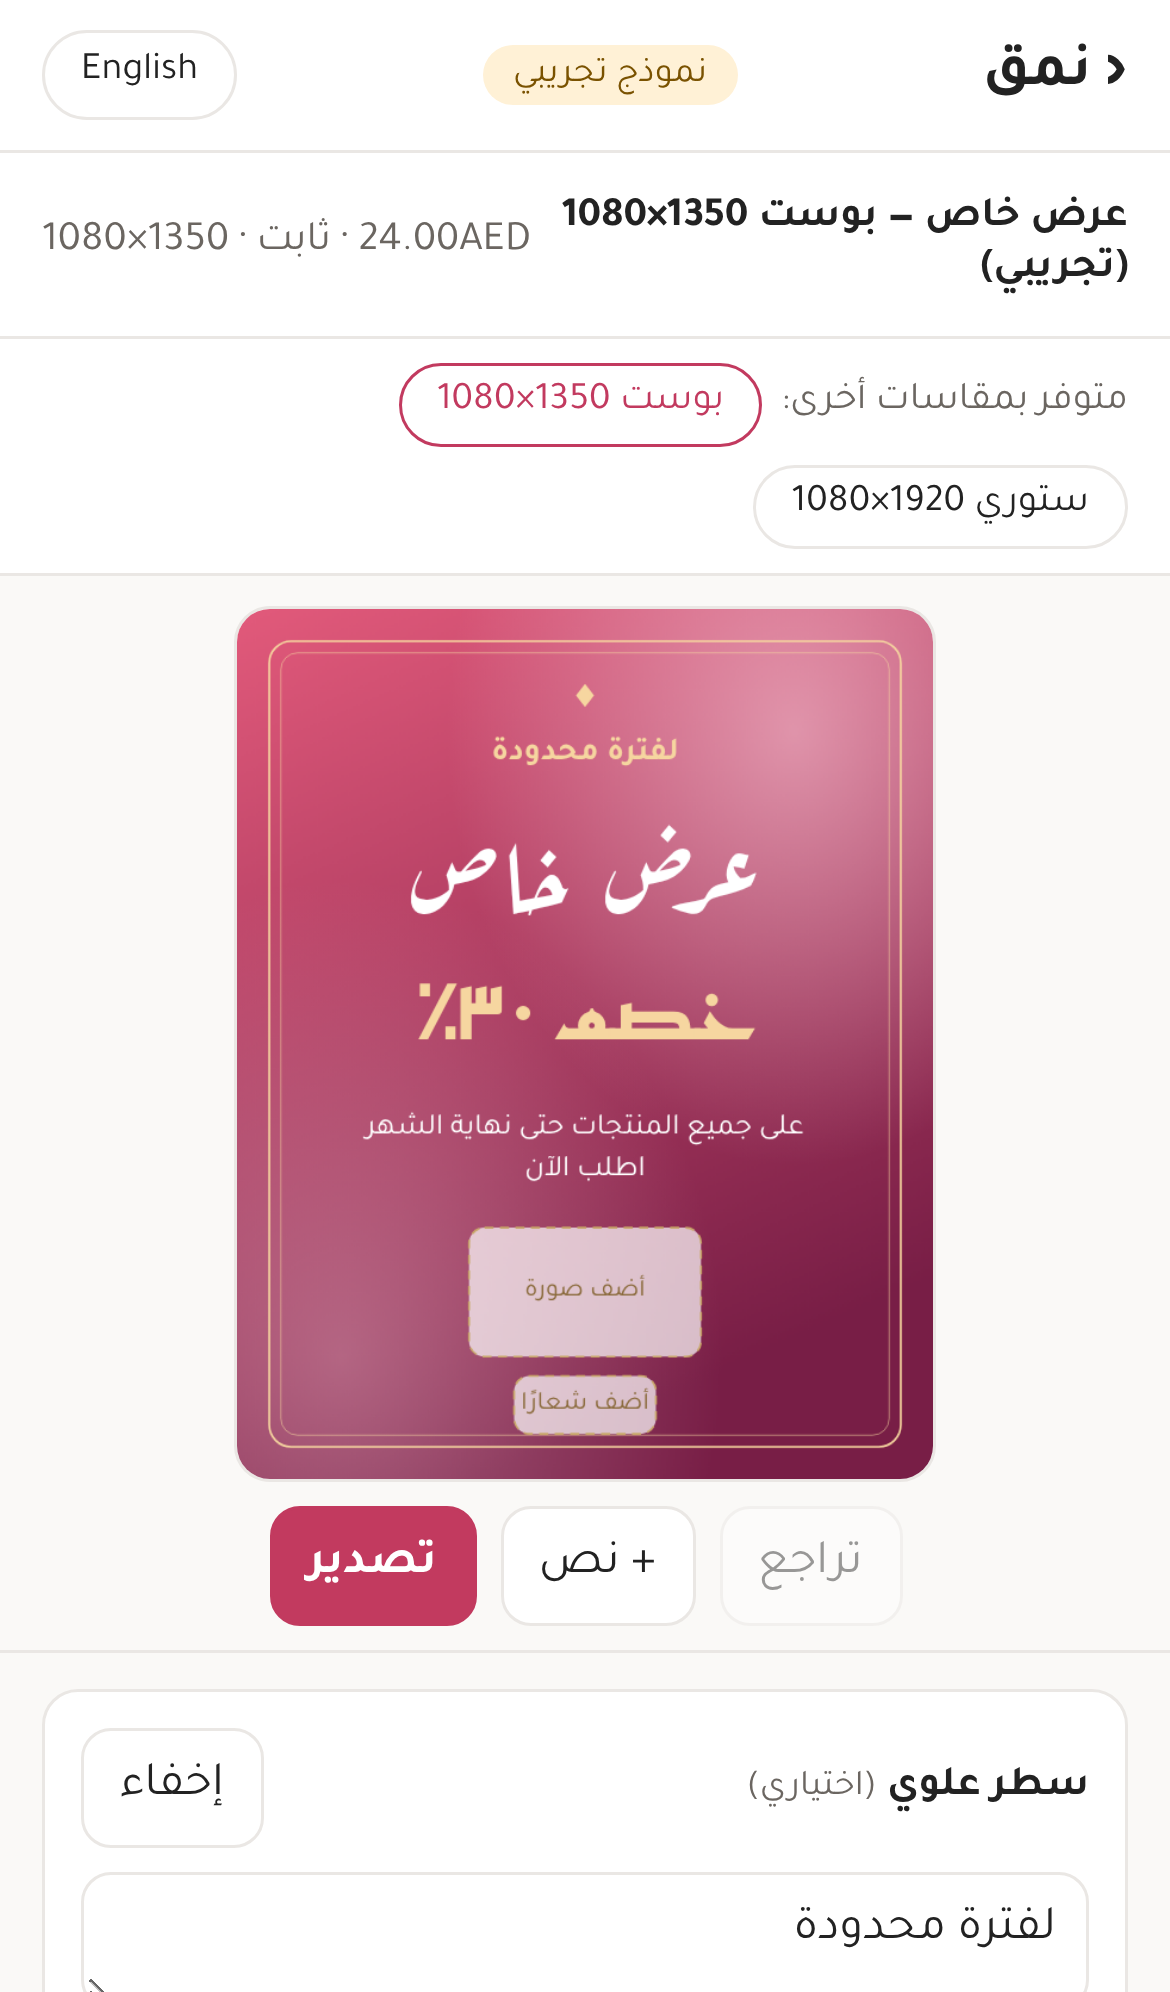 ‹ نمق
نموذج تجريبي
English
عرض خاص – بوست 1080×1350
(تجريبي)
24.00AED · ثابت · 1080×1350
متوفر بمقاسات أخرى:
بوست 1080×1350
ستوري 1080×1920
لفترة محدودة
عرض خاص
خصم ٣٠٪
على جميع المنتجات حتى نهاية الشهر
اطلب الآن
أضف صورة
أضف شعارًا
تراجع
+ نص
تصدير
سطر علوي (اختياري)
إخفاء
لفترة محدودة